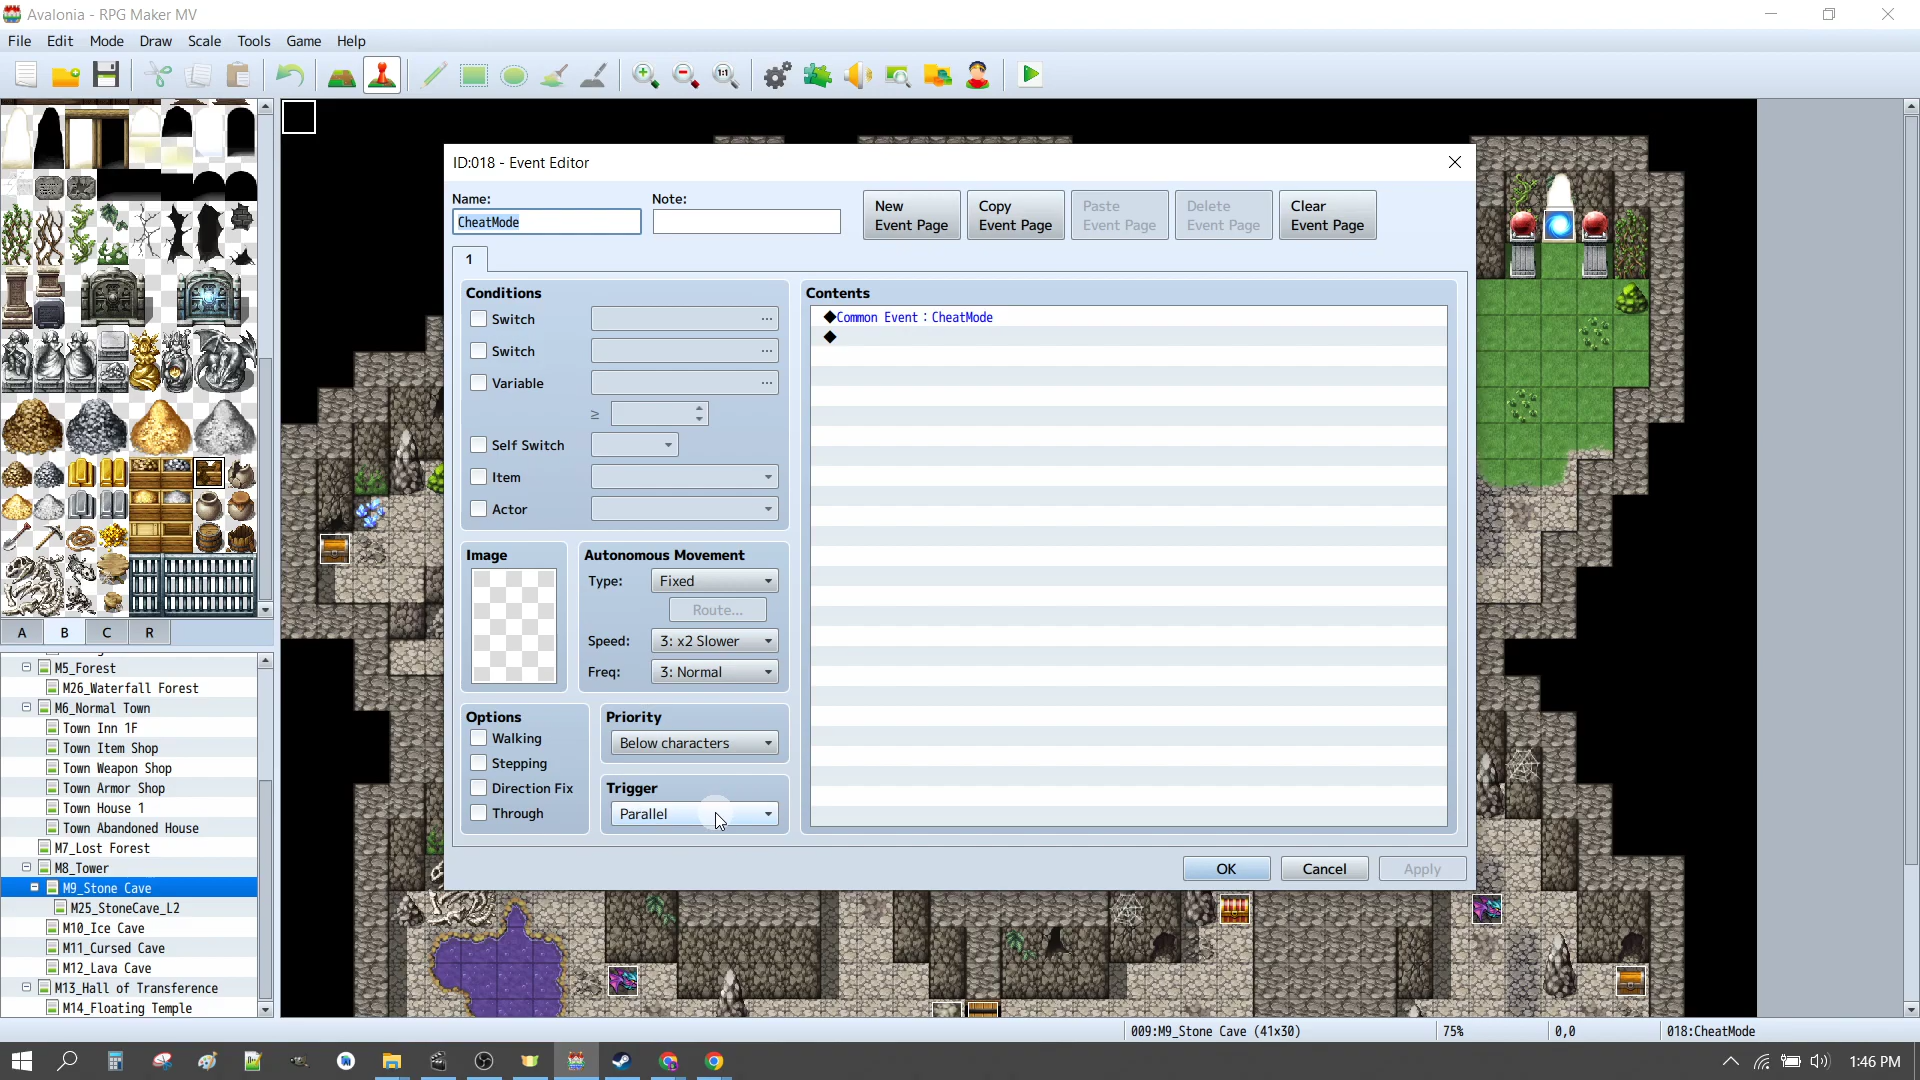 Avalonia - RPG Maker MV
File Edit Mode Draw Scale Tools Game Help
1:1
ID:018 - Event Editor
Name:
Note:
CheatMode
New
Event Page
Copy
Event Page
Paste
Event Page
Delete
Event Page
Clear
Event Page
1
Conditions
Switch ...
Switch ...
Variable ...
≥
Self Switch
Item
Actor
Image
Autonomous Movement
Type: Fixed
Route...
Speed: 3: x2 Slower
Freq: 3: Normal
Options
Walking
Stepping
Direction Fix
Through
Priority
Below characters
Trigger
Parallel
Contents
◆Common Event : CheatMode
◆
OK Cancel Apply
A B C R
M5_Forest
M26_Waterfall Forest
M6_Normal Town
Town Inn 1F
Town Item Shop
Town Weapon Shop
Town Armor Shop
Town House 1
Town Abandoned House
M7_Lost Forest
M8_Tower
M9_Stone Cave
M25_StoneCave_L2
M10_Ice Cave
M11_Cursed Cave
M12_Lava Cave
M13_Hall of Transference
M14_Floating Temple
009:M9_Stone Cave (41x30) 75% 0,0 018:CheatMode
1:46 PM